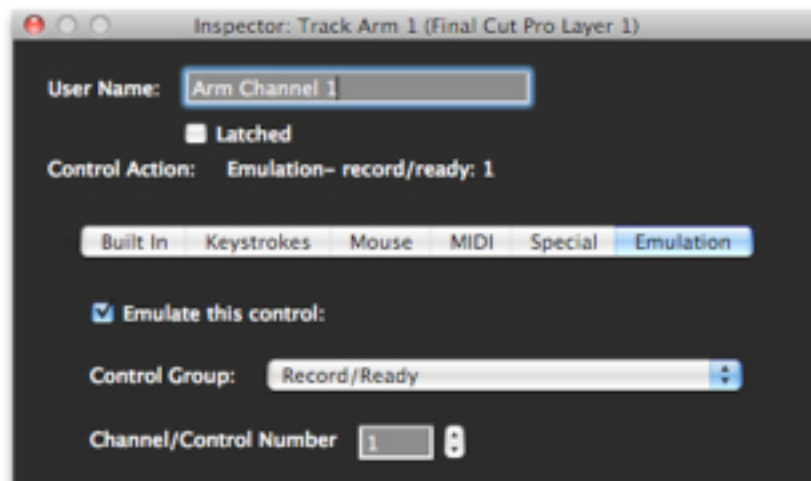 Inspector: Track Arm 1 (Final Cut Pro Layer 1)
User Name: Arm Channel 1
Latched
Control Action: Emulation– record/ready: 1
Built In Keystrokes Mouse MIDI Special Emulation
Emulate this control:
Control Group: Record/Ready
Channel/Control Number 1